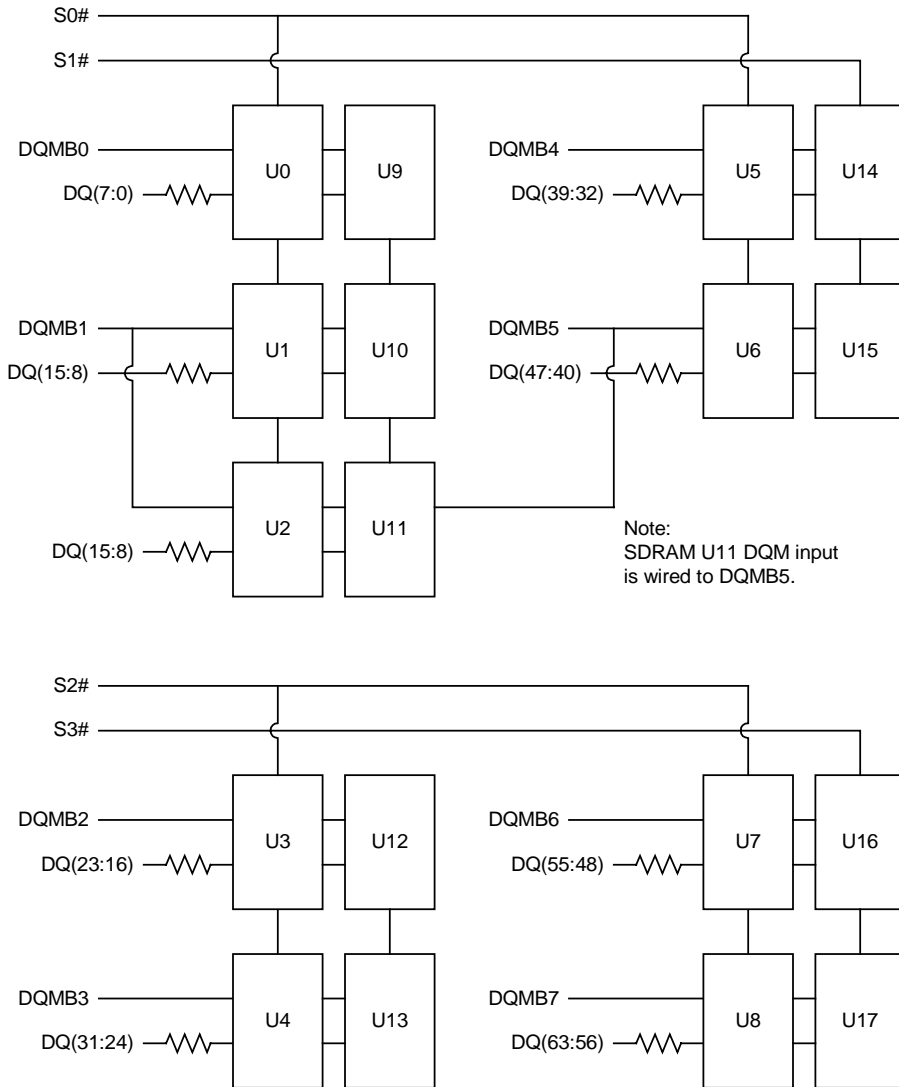 S0#
S1#
DQMB0
U0
U9
DQMB4
U5
U14
DQ(7:0)
DQ(39:32)
DQMB1
U1
U10
DQMB5
U6
U15
DQ(15:8)
DQ(47:40)
U2
U11
DQ(15:8)
Note:
SDRAM U11 DQM input
is wired to DQMB5.
S2#
S3#
DQMB2
U3
U12
DQMB6
U7
U16
DQ(23:16)
DQ(55:48)
DQMB3
U4
U13
DQMB7
U8
U17
DQ(31:24)
DQ(63:56)